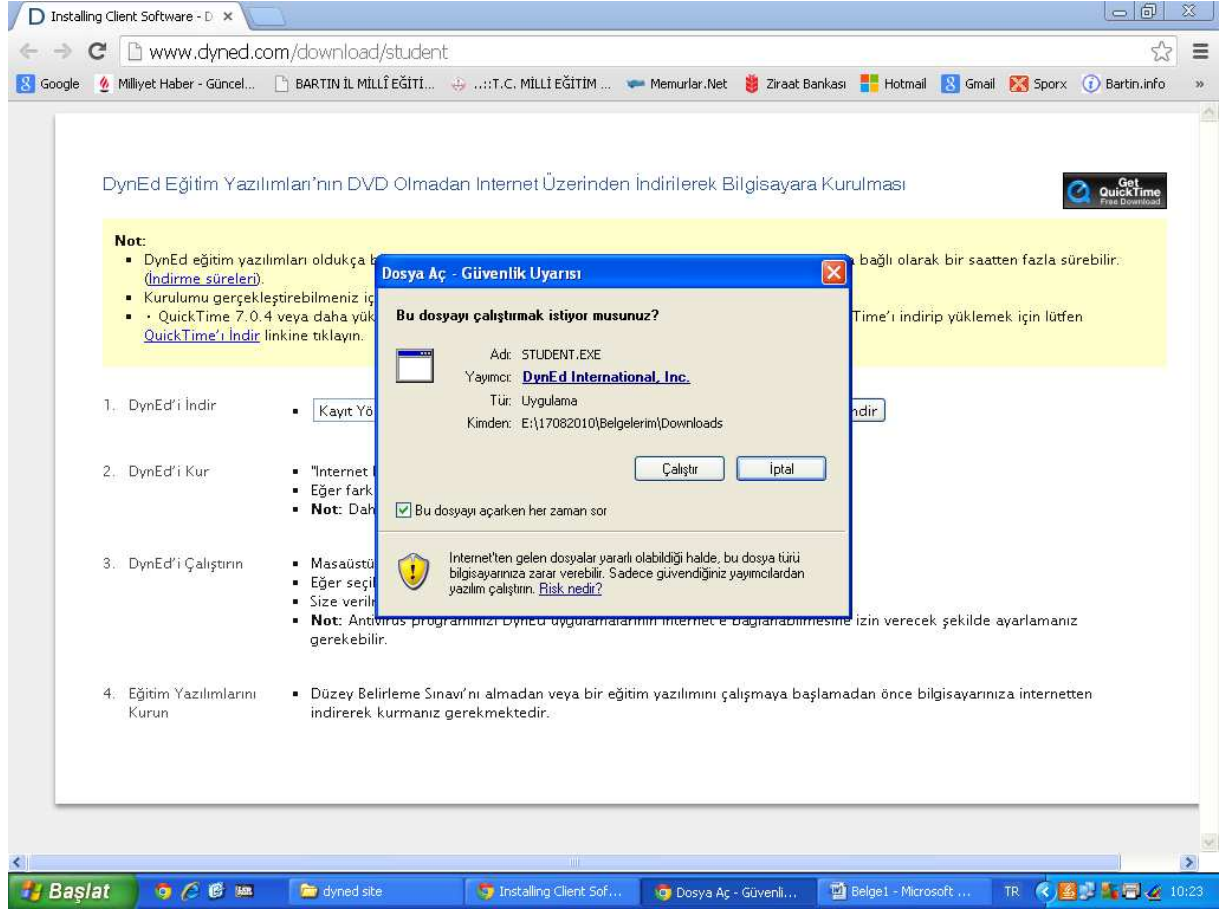 Installing Client Software - D
www.dyned.com/download/student
Google Milliyet Haber - Güncel... BARTIN İL MİLLÎ EĞİTİ... ..::T.C. MİLLİ EĞİTİM ... Memurlar.Net Ziraat Bankası Hotmail Gmail Sporx Bartin.info »
DynEd Eğitim Yazılımları'nın DVD Olmadan Internet Üzerinden İndirilerek Bilgisayara Kurulması
Get
QuickTime
Free Download
Not:
DynEd eğitim yazılımları oldukça b bağlı olarak bir saatten fazla sürebilir.
(İndirme süreleri).
Kurulumu gerçekleştirebilmeniz iç
· QuickTime 7.0.4 veya daha yük Time'ı indirip yüklemek için lütfen
QuickTime'ı İndir linkine tıklayın.
Dosya Aç - Güvenlik Uyarısı
Bu dosyayı çalıştırmak istiyor musunuz?
Adı: STUDENT.EXE
Yayımcı: DynEd International, Inc.
Tür: Uygulama
Kimden: E:\17082010\Belgelerim\Downloads
Çalıştır İptal
Bu dosyayı açarken her zaman sor
Internet'ten gelen dosyalar yararlı olabildiği halde, bu dosya türü
bilgisayarınıza zarar verebilir. Sadece güvendiğiniz yayımcılardan
yazılım çalıştırın. Risk nedir?
1. DynEd'i İndir Kayıt Yö ndir
2. DynEd'i Kur "Internet
Eğer fark
Not: Dah
3. DynEd'i Çalıştırın Masaüstü
Eğer seçil
Size veril
Not: Antivirüs programınızı DynEd uygulamalarının internet'e bağlanabilmesine izin verecek şekilde ayarlamanız
gerekebilir.
4. Eğitim Yazılımlarını Düzey Belirleme Sınavı'nı almadan veya bir eğitim yazılımını çalışmaya başlamadan önce bilgisayarınıza internetten
Kurun indirerek kurmanız gerekmektedir.
Başlat dyned site Installing Client Sof... Dosya Aç - Güvenli... Belge1 - Microsoft ... TR 10:23